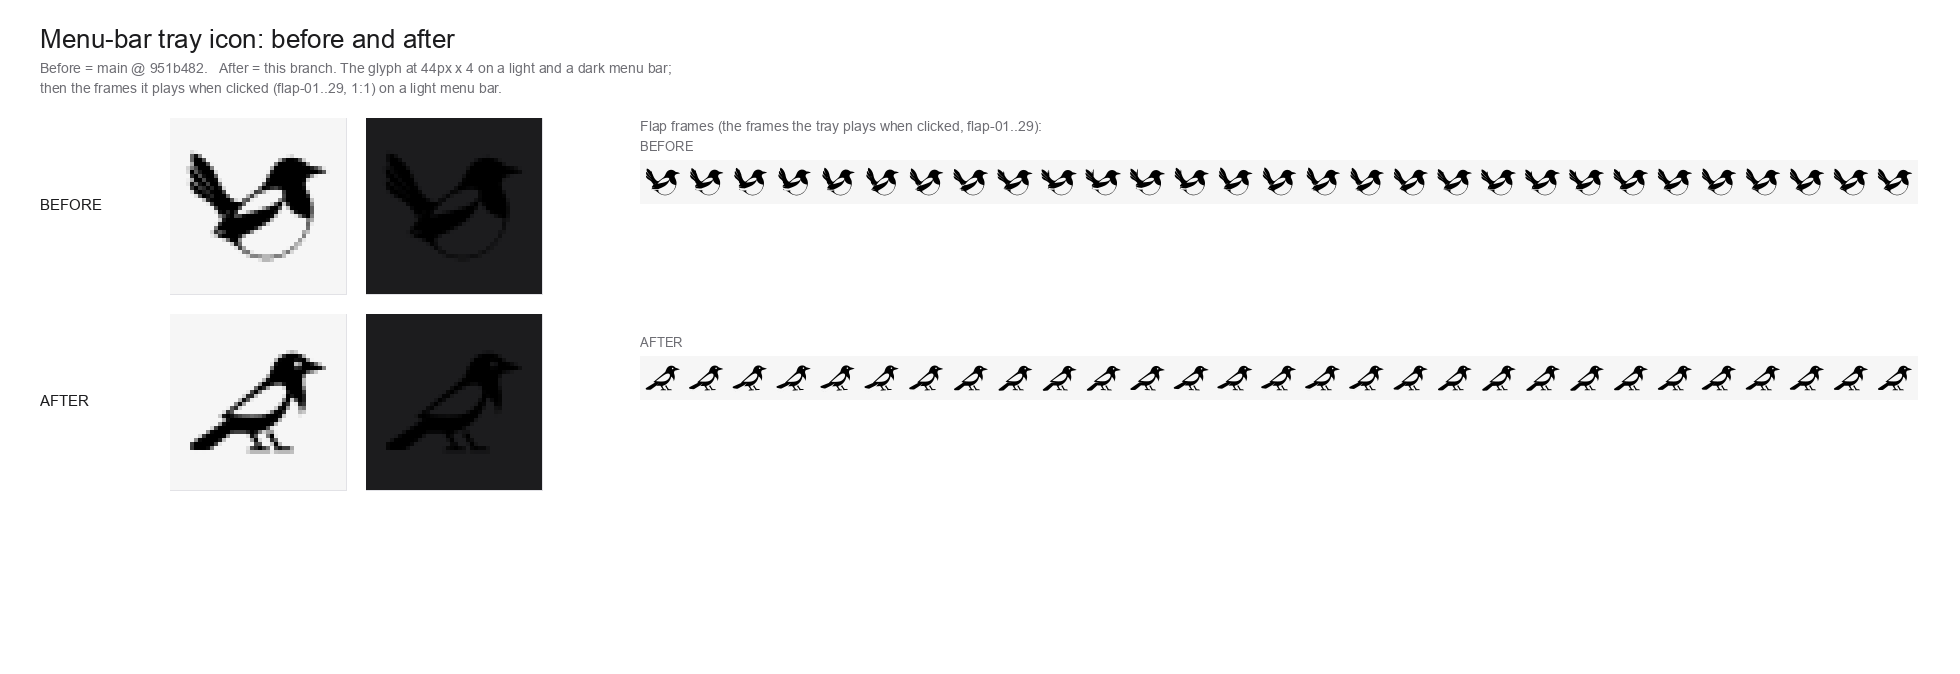 Menu-bar tray icon: before and after
Before = main @ 951b482.   After = this branch. The glyph at 44px x 4 on a light and a dark menu bar;
then the frames it plays when clicked (flap-01..29, 1:1) on a light menu bar.
Flap frames (the frames the tray plays when clicked, flap-01..29):
BEFORE
BEFORE
AFTER
AFTER